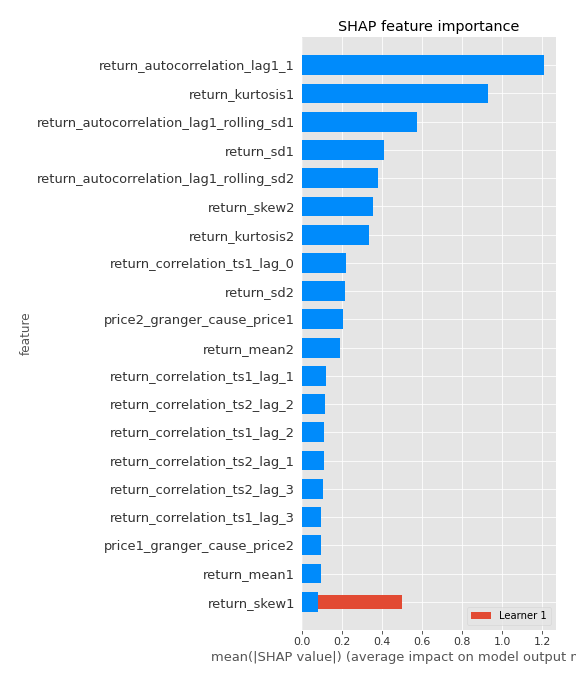 SHAP feature importance
return_autocorrelation_lag1_1
return_kurtosis1
return_autocorrelation_lag1_rolling_sd1
return_sd1
return_autocorrelation_lag1_rolling_sd2
return_skew2
return_kurtosis2
return_correlation_ts1_lag_0
return_sd2
price2_granger_cause_price1
return_mean2
return_correlation_ts1_lag_1
return_correlation_ts2_lag_2
return_correlation_ts1_lag_2
return_correlation_ts2_lag_1
return_correlation_ts2_lag_3
return_correlation_ts1_lag_3
price1_granger_cause_price2
return_mean1
return_skew1
feature
Learner 1
0.0 0.2 0.4 0.6 0.8 1.0 1.2
mean(|SHAP value|) (average impact on model output